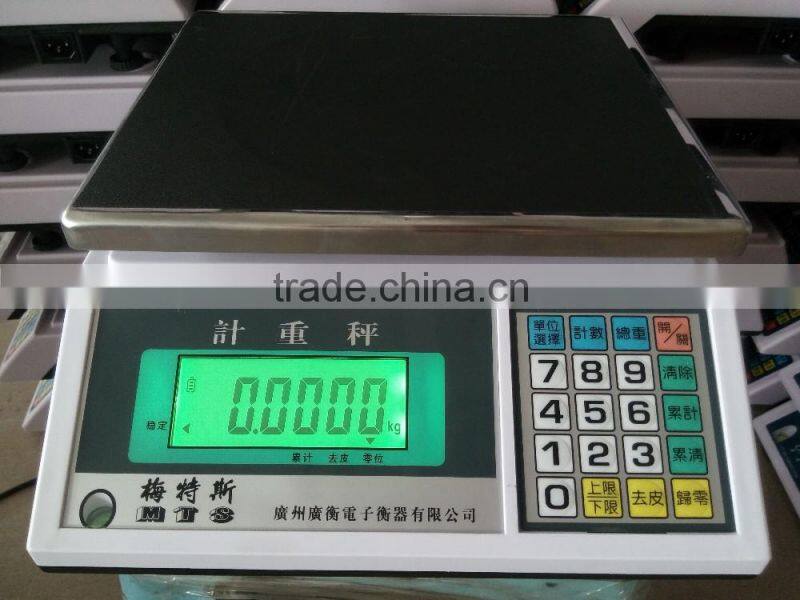 trade.china.cn
計重秤
0.0000 kg
稳定
累计 去皮 零位
梅特斯
MTS
廣州廣衡電子衡器有限公司
單位選擇 計數 總重 開/關
7 8 9 清除
4 5 6 累計
1 2 3 累清
0 上限/下限 去皮 歸零